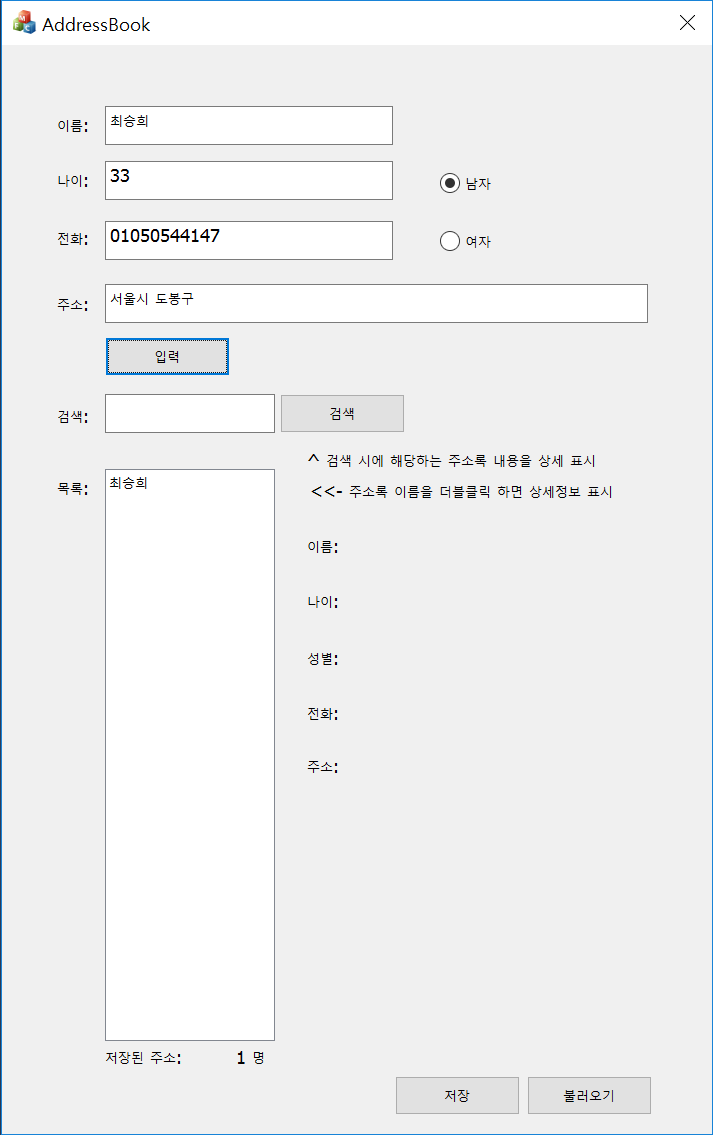 AddressBook
이름: 최승희
나이: 33 남자
전화: 01050544147 여자
주소: 서울시 도봉구
입력
검색: 검색
^ 검색 시에 해당하는 주소록 내용을 상세 표시
목록: 최승희 <<- 주소록 이름을 더블클릭 하면 상세정보 표시
이름:
나이:
성별:
전화:
주소:
저장된 주소: 1 명
저장 불러오기